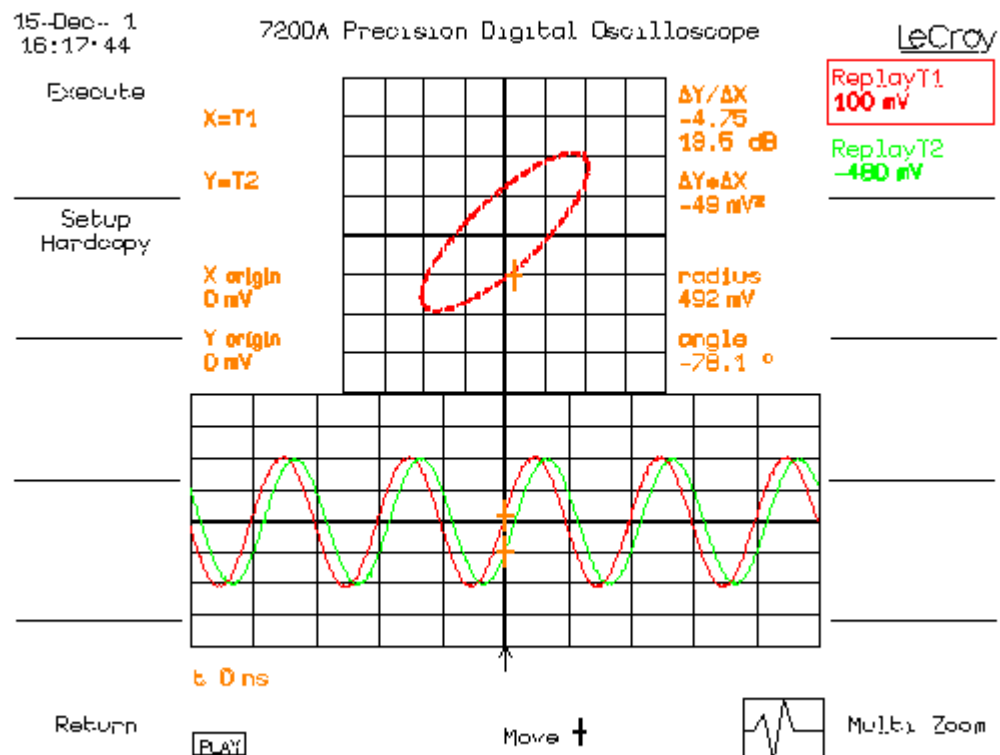 15-Dec-- 1
16:17:44
7200A Precision Digital Oscilloscope
LeCroy
Execute
Setup
Hardcopy
Return
X=T1
Y=T2
X origin
0 mV
Y origin
0 mV
ΔY/ΔX
-4.75
13.5 dB
ΔY*ΔX
-49 mV²
radius
492 mV
angle
-78.1 °
ReplayT1
100 mV
ReplayT2
-480 mV
t 0 ns
PLAY
Move +
Multi Zoom